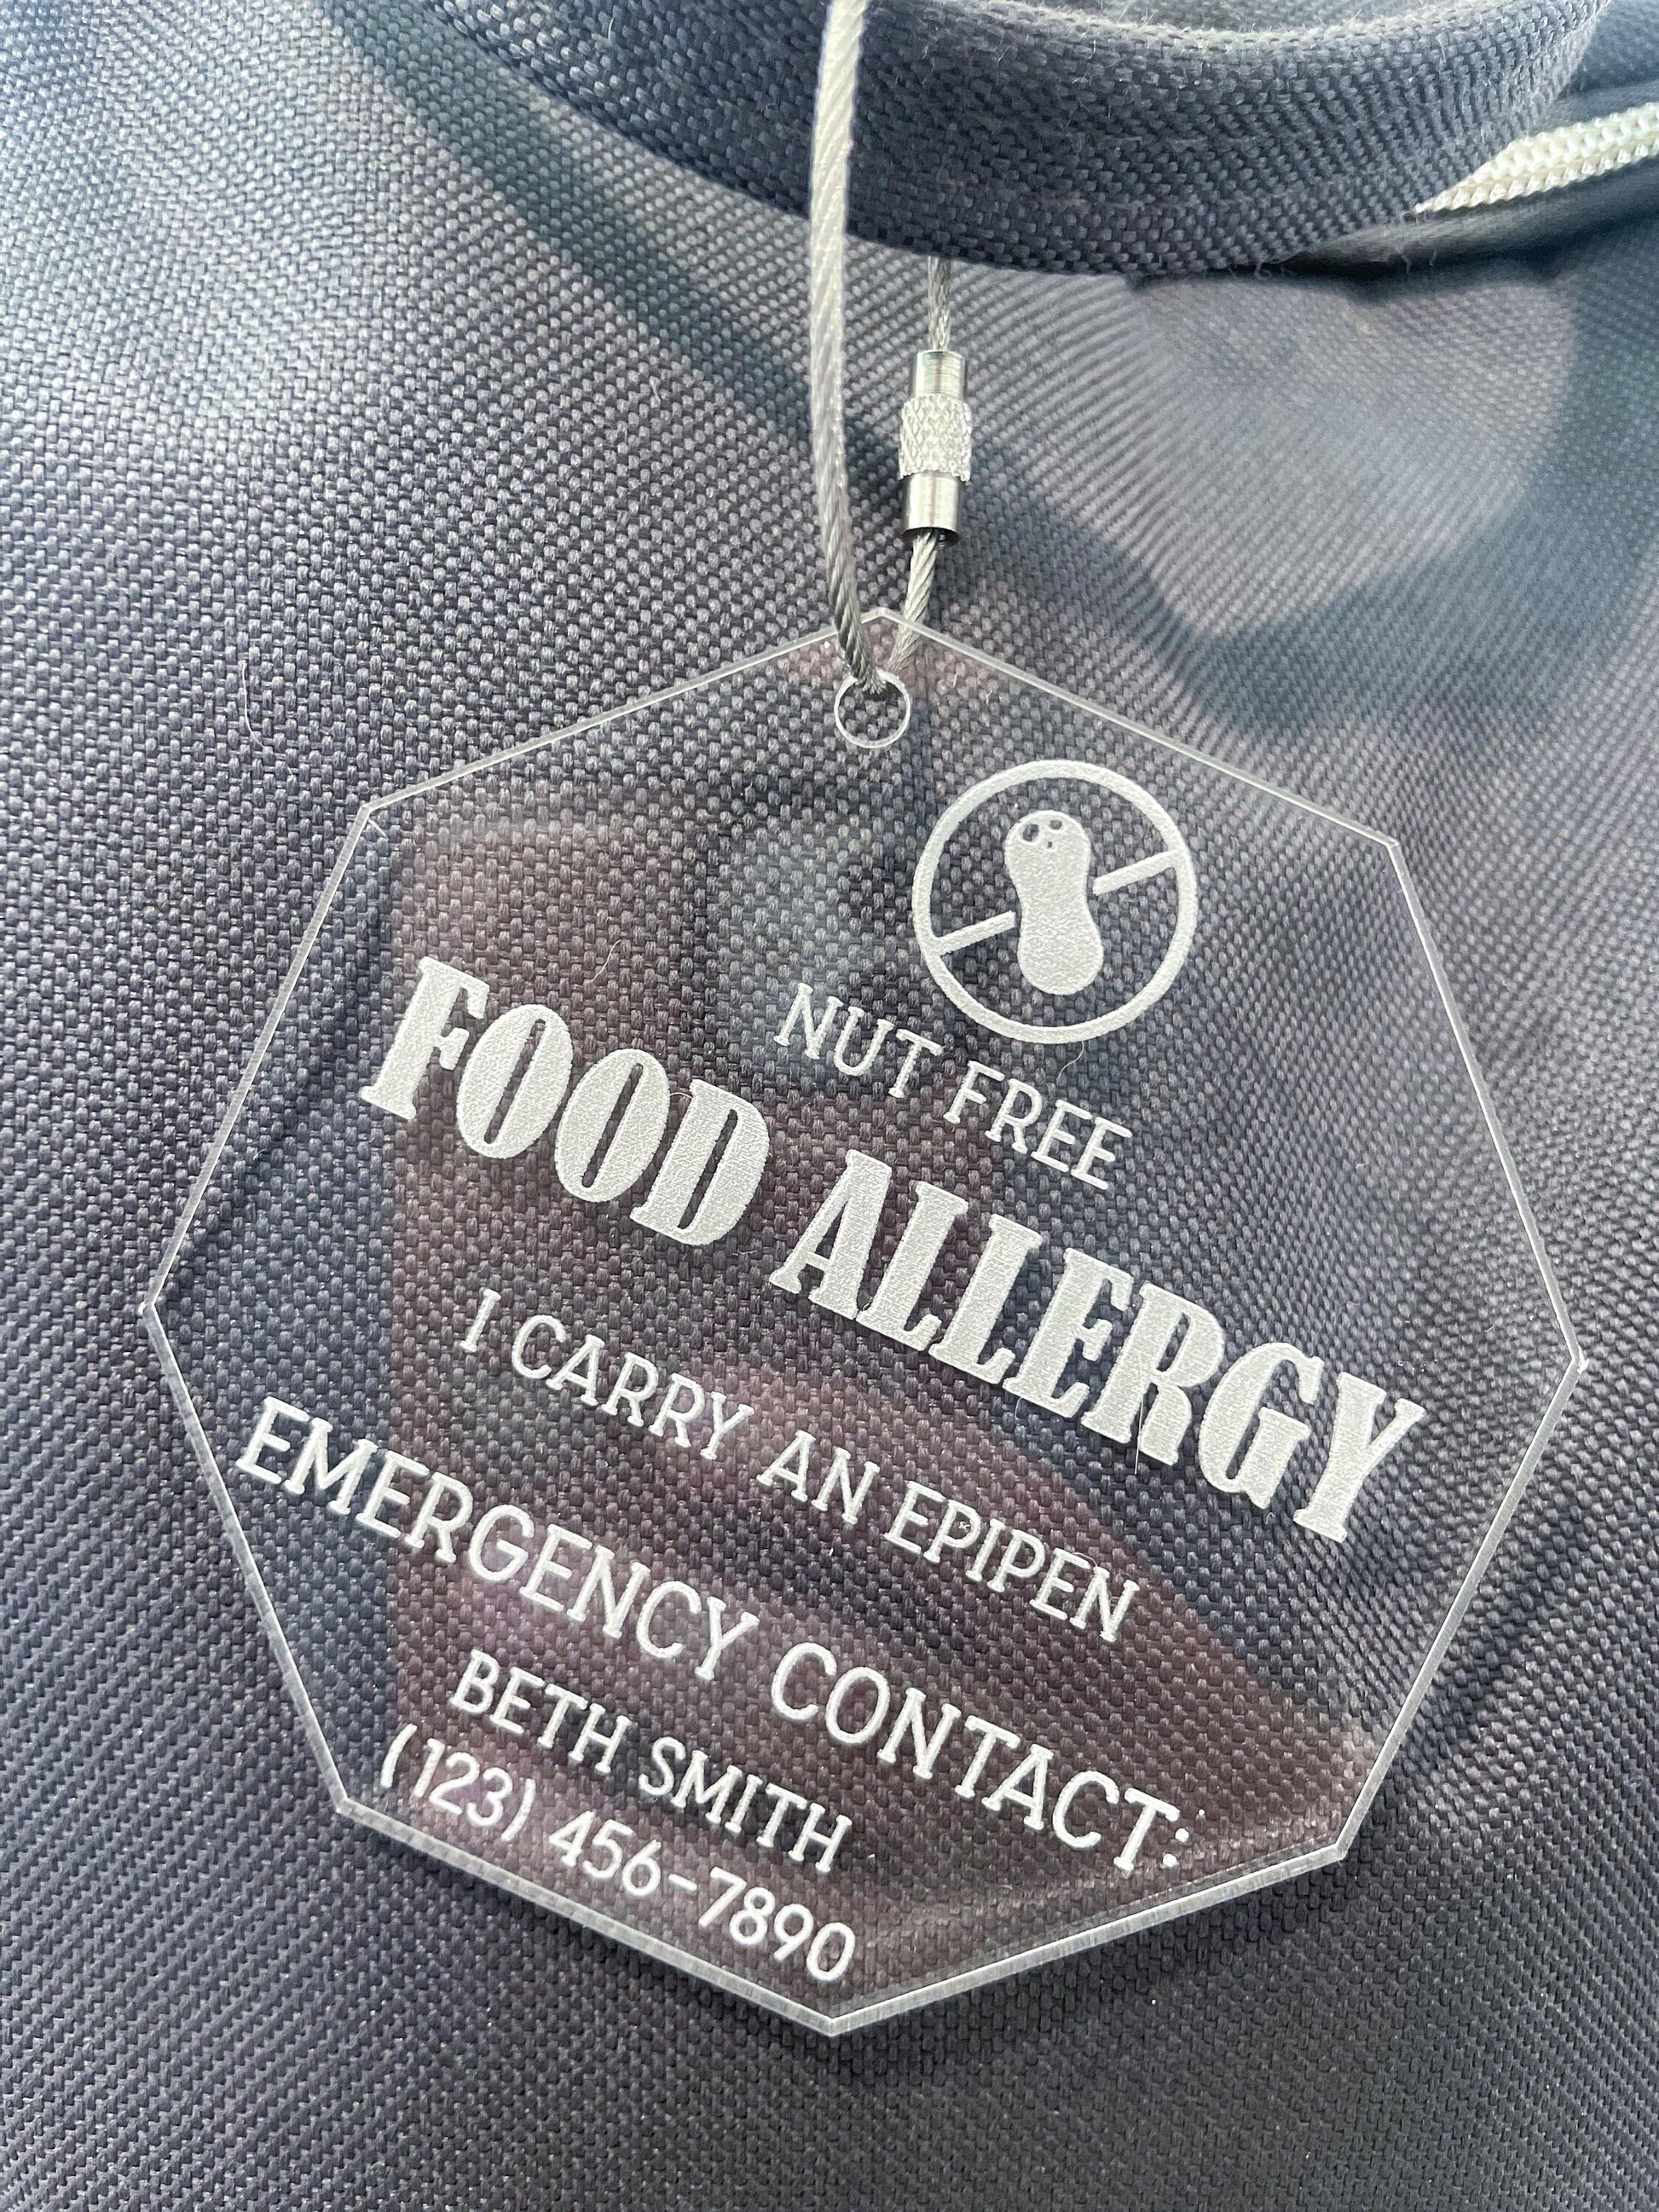 NUT FREE
FOOD ALLERGY
I CARRY AN EPIPEN
EMERGENCY CONTACT:
BETH SMITH
(123) 456-7890